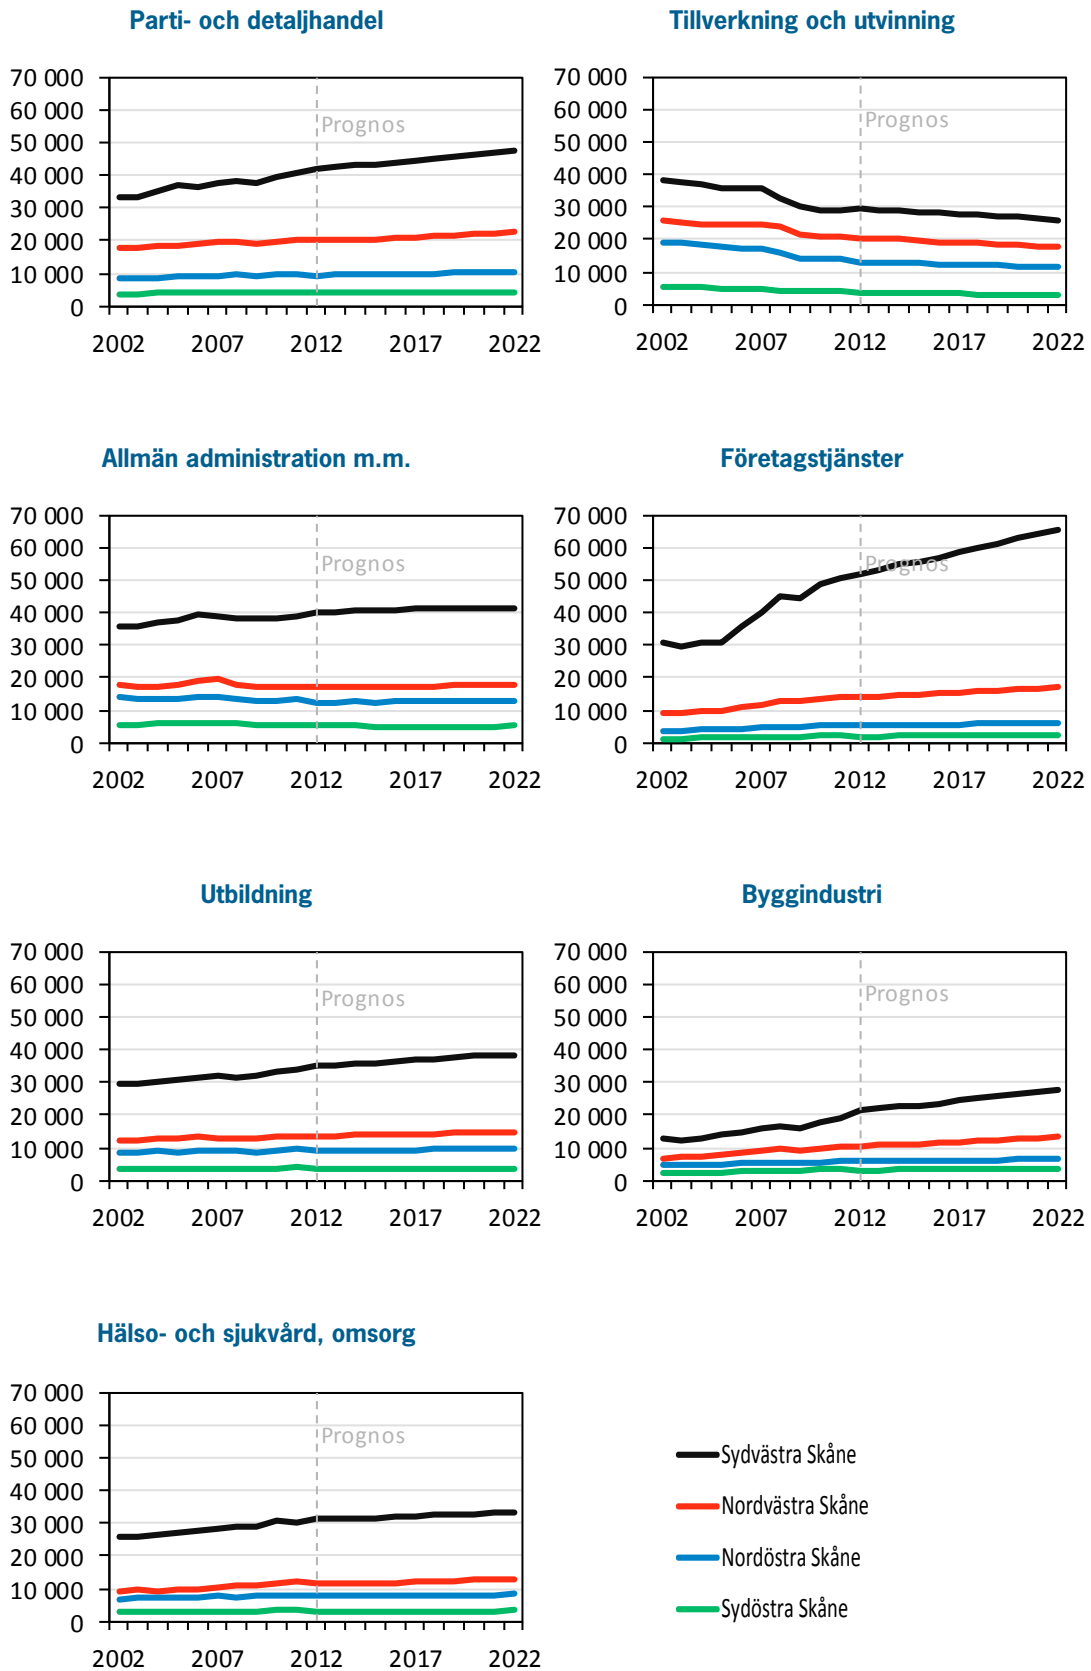 Parti- och detaljhandel
70 000
60 000
50 000
40 000
30 000
20 000
10 000
0
Prognos
2002 2007 2012 2017 2022
Tillverkning och utvinning
70 000
60 000
50 000
40 000
30 000
20 000
10 000
0
Prognos
2002 2007 2012 2017 2022
Allmän administration m.m.
70 000
60 000
50 000
40 000
30 000
20 000
10 000
0
Prognos
2002 2007 2012 2017 2022
Företagstjänster
70 000
60 000
50 000
40 000
30 000
20 000
10 000
0
Prognos
2002 2007 2012 2017 2022
Utbildning
70 000
60 000
50 000
40 000
30 000
20 000
10 000
0
Prognos
2002 2007 2012 2017 2022
Byggindustri
70 000
60 000
50 000
40 000
30 000
20 000
10 000
0
Prognos
2002 2007 2012 2017 2022
Hälso- och sjukvård, omsorg
70 000
60 000
50 000
40 000
30 000
20 000
10 000
0
Prognos
2002 2007 2012 2017 2022
Sydvästra Skåne
Nordvästra Skåne
Nordöstra Skåne
Sydöstra Skåne